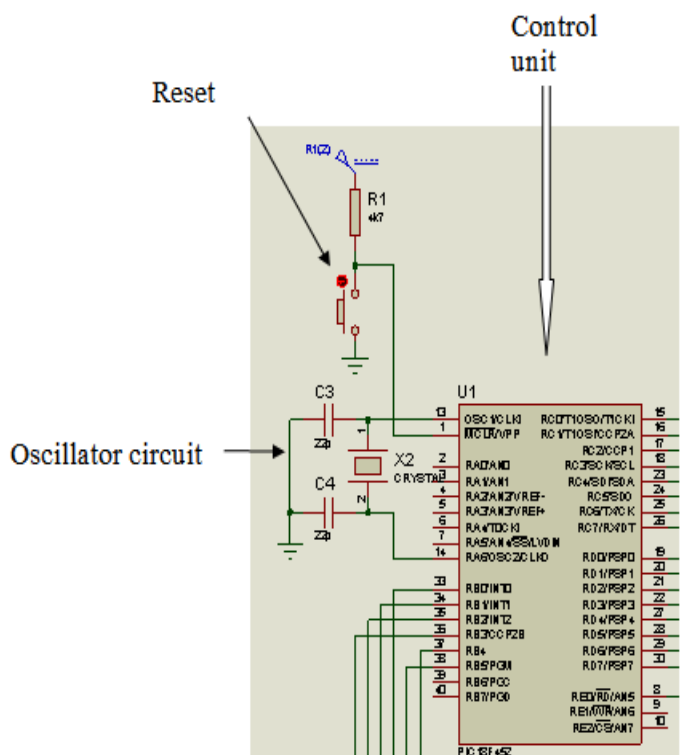 Control
unit
Reset
R1(2)
R1
4k7
C3
22p
U1
Oscillator circuit
X2
CRYSTAL
1
2
C4
22p
13 OSC1/CLKI
1 MCLR/VPP
2 RA0/AN0
3 RA1/AN1
4 RA2/AN2/VREF-
5 RA3/AN3/VREF+
6 RA4/T0CKI
7 RA5/AN4/SS/LVDIN
14 RA6/OSC2/CLKO
33 RB0/INT0
34 RB1/INT1
35 RB2/INT2
36 RB3/CCP2B
37 RB4
38 RB5/PGM
39 RB6/PGC
40 RB7/PGD
RC0/T1OSO/T1CKI 15
RC1/T1OSI/CCP2A 16
RC2/CCP1 17
RC3/SCK/SCL 18
RC4/SDI/SDA 23
RC5/SDO 24
RC6/TX/CK 25
RC7/RX/DT 26
RD0/PSP0 19
RD1/PSP1 20
RD2/PSP2 21
RD3/PSP3 22
RD4/PSP4 27
RD5/PSP5 28
RD6/PSP6 29
RD7/PSP7 30
RE0/RD/AN5 8
RE1/WR/AN6 9
RE2/CS/AN7 10
PIC18F452